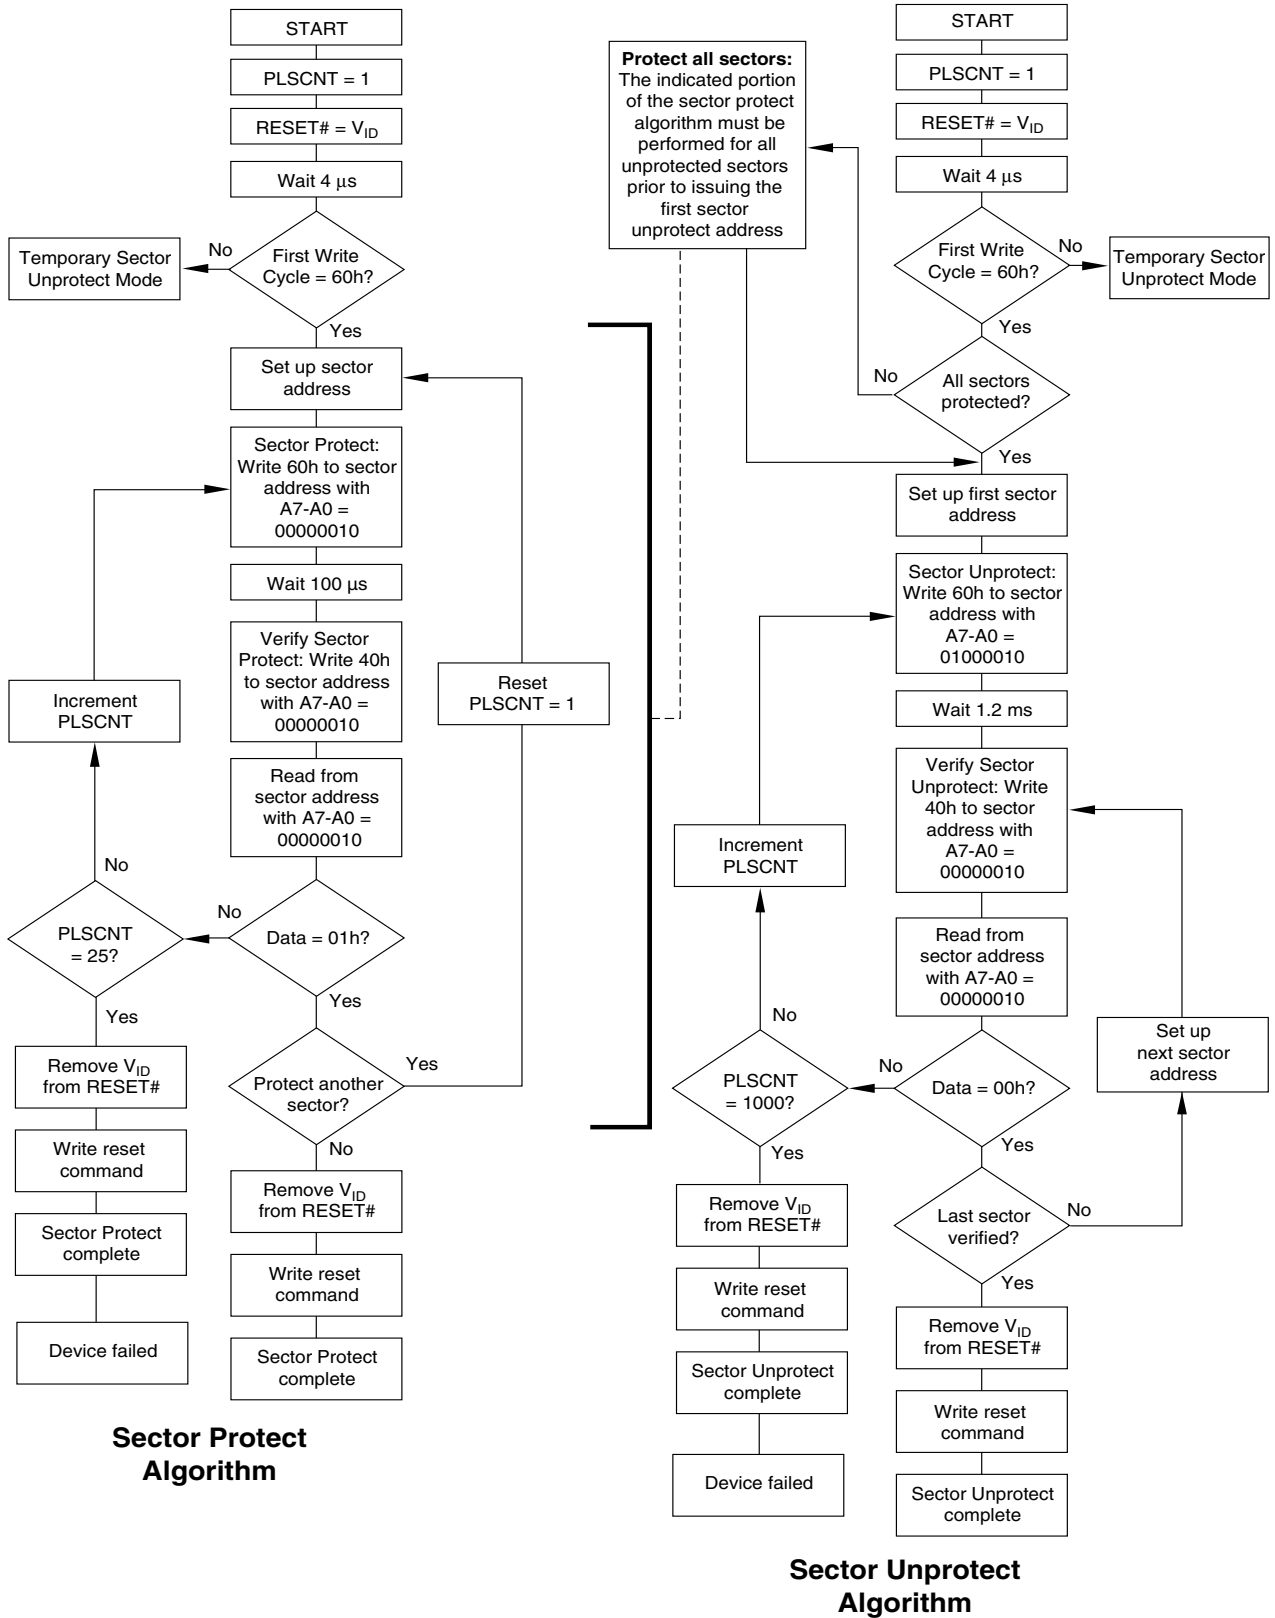 START
PLSCNT = 1
RESET# = VID
Wait 4 μs
First Write
Cycle = 60h?
No
Temporary Sector
Unprotect Mode
Yes
Set up sector
address
Sector Protect:
Write 60h to sector
address with
A7-A0 =
00000010
Wait 100 μs
Verify Sector
Protect: Write 40h
to sector address
with A7-A0 =
00000010
Read from
sector address
with A7-A0 =
00000010
Data = 01h?
No
PLSCNT
= 25?
No
Increment
PLSCNT
Yes
Remove VID
from RESET#
Write reset
command
Sector Protect
complete
Device failed
Yes
Protect another
sector?
Yes
Reset
PLSCNT = 1
No
Remove VID
from RESET#
Write reset
command
Sector Protect
complete
Sector Protect
Algorithm
Protect all sectors:
The indicated portion
of the sector protect
algorithm must be
performed for all
unprotected sectors
prior to issuing the
first sector
unprotect address
START
PLSCNT = 1
RESET# = VID
Wait 4 μs
First Write
Cycle = 60h?
No
Temporary Sector
Unprotect Mode
Yes
All sectors
protected?
No
Yes
Set up first sector
address
Sector Unprotect:
Write 60h to sector
address with
A7-A0 =
01000010
Wait 1.2 ms
Verify Sector
Unprotect: Write
40h to sector
address with
A7-A0 =
00000010
Read from
sector address
with A7-A0 =
00000010
Data = 00h?
No
PLSCNT
= 1000?
No
Increment
PLSCNT
Yes
Remove VID
from RESET#
Write reset
command
Sector Unprotect
complete
Device failed
Yes
Last sector
verified?
No
Set up
next sector
address
Yes
Remove VID
from RESET#
Write reset
command
Sector Unprotect
complete
Sector Unprotect
Algorithm